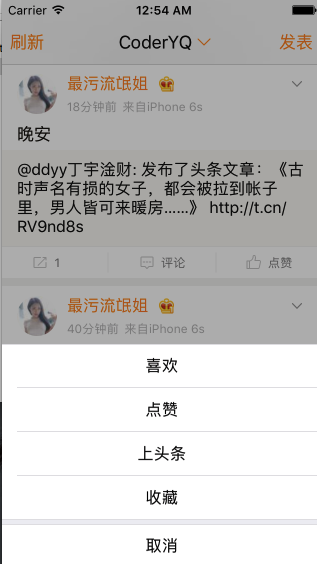 Carrier 12:54 AM
刷新 CoderYQ 发表
最污流氓姐
18分钟前 来自iPhone 6s
晚安
@ddyy丁宇淦财: 发布了头条文章：《古
时声名有损的女子，都会被拉到帐子
里，男人皆可来暖房……》 http://t.cn/
RV9nd8s
1 评论 点赞
最污流氓姐
40分钟前 来自iPhone 6s
喜欢
点赞
上头条
收藏
取消